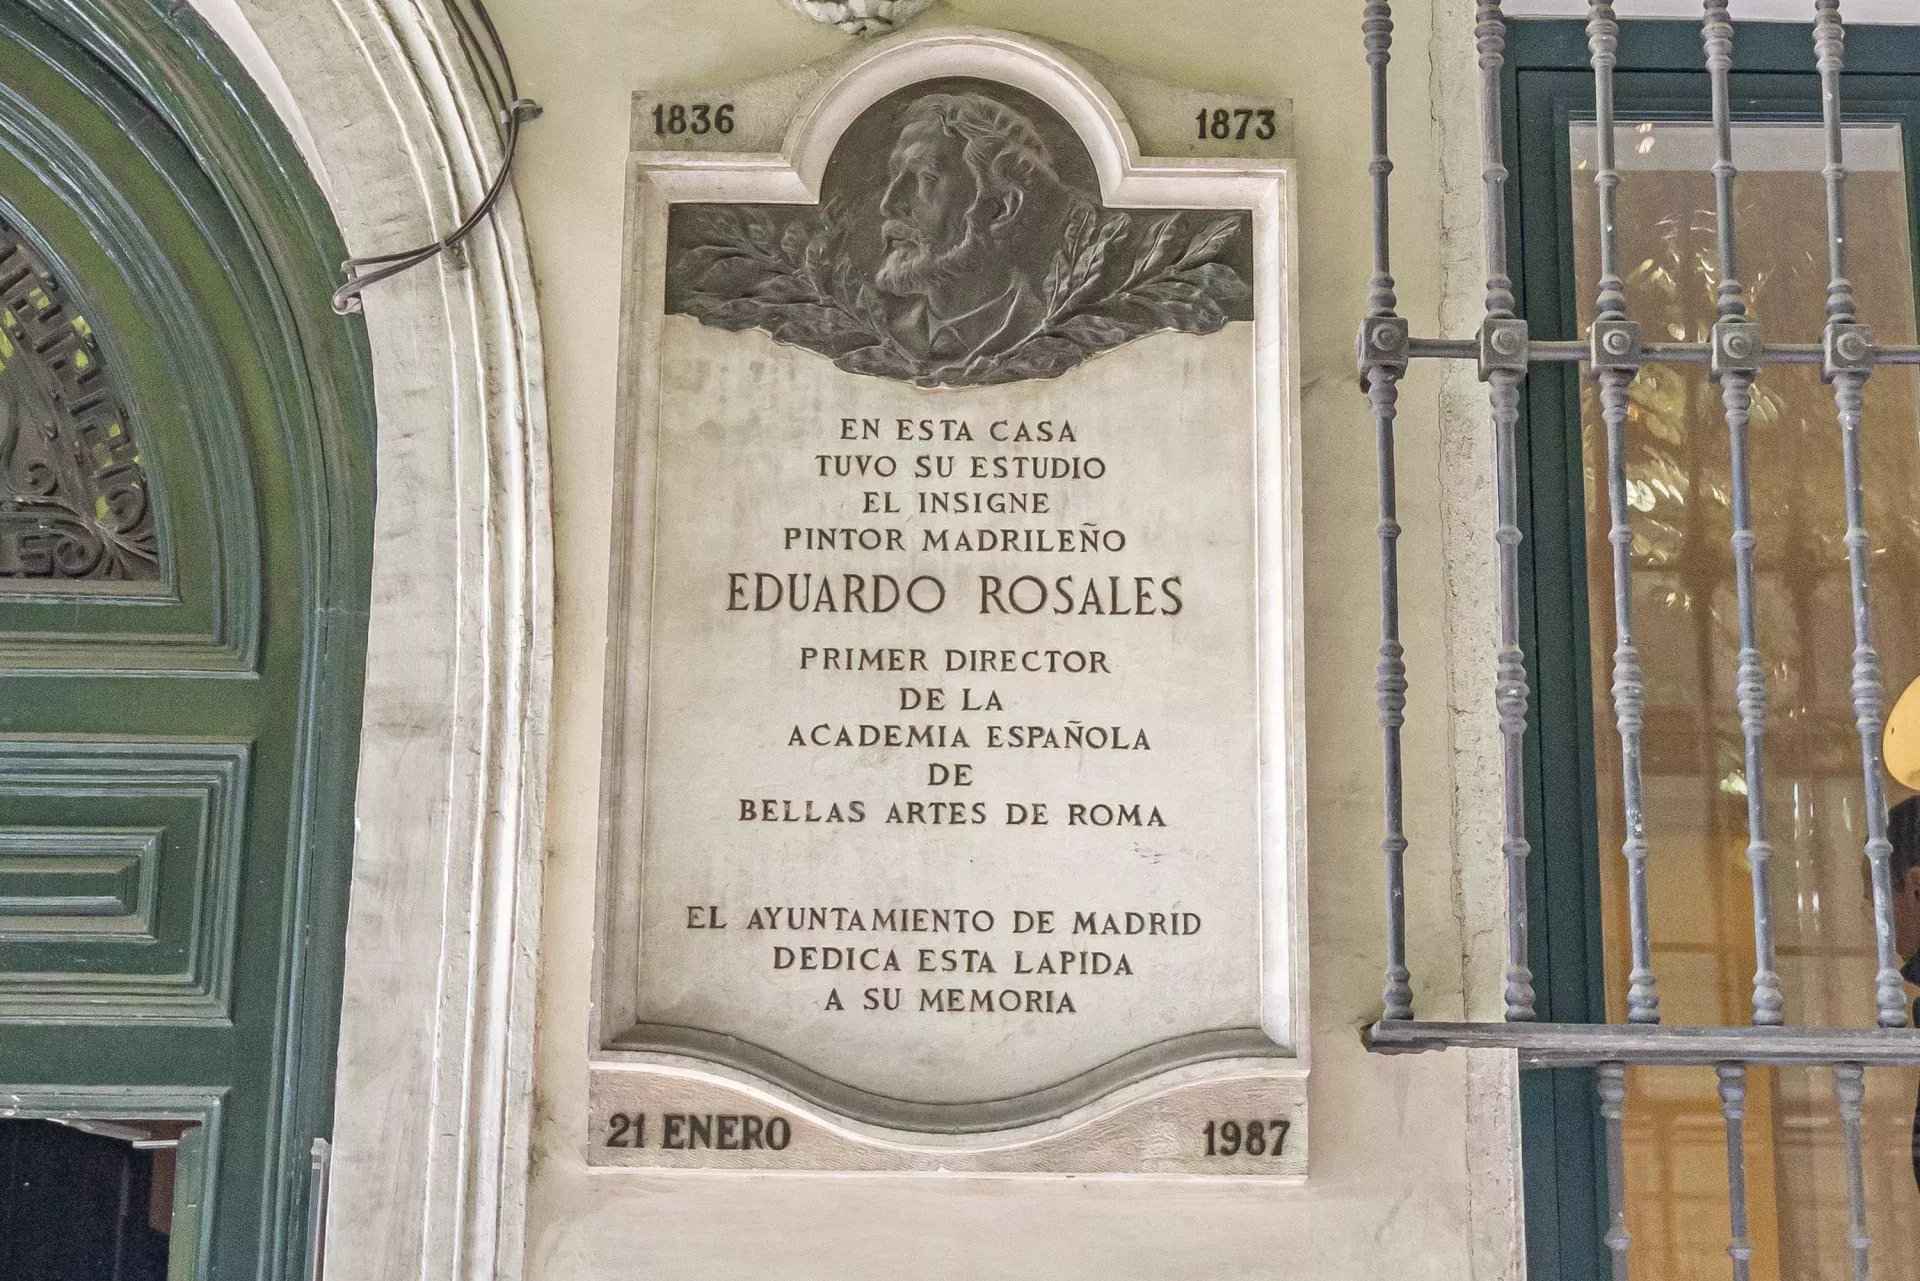 1836 1873
EN ESTA CASA
TUVO SU ESTUDIO
EL INSIGNE
PINTOR MADRILEÑO
EDUARDO ROSALES
PRIMER DIRECTOR
DE LA
ACADEMIA ESPAÑOLA
DE
BELLAS ARTES DE ROMA
EL AYUNTAMIENTO DE MADRID
DEDICA ESTA LAPIDA
A SU MEMORIA
21 ENERO 1987